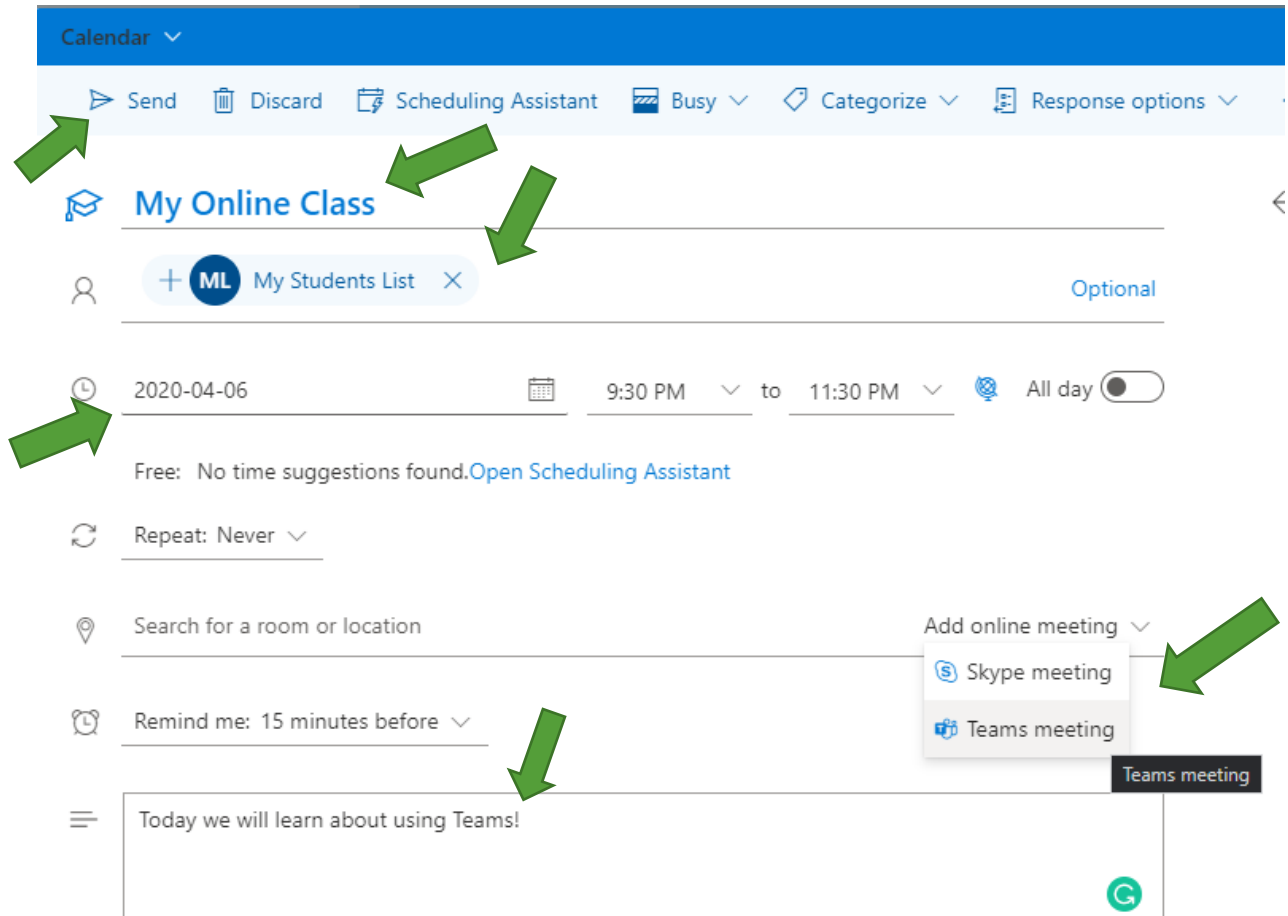 Calendar
Send Discard Scheduling Assistant Busy Categorize Response options
My Online Class
ML My Students List
Optional
2020-04-06 9:30 PM to 11:30 PM All day
Free: No time suggestions found.Open Scheduling Assistant
Repeat: Never
Search for a room or location Add online meeting
Skype meeting
Remind me: 15 minutes before
Teams meeting
Teams meeting
Today we will learn about using Teams!